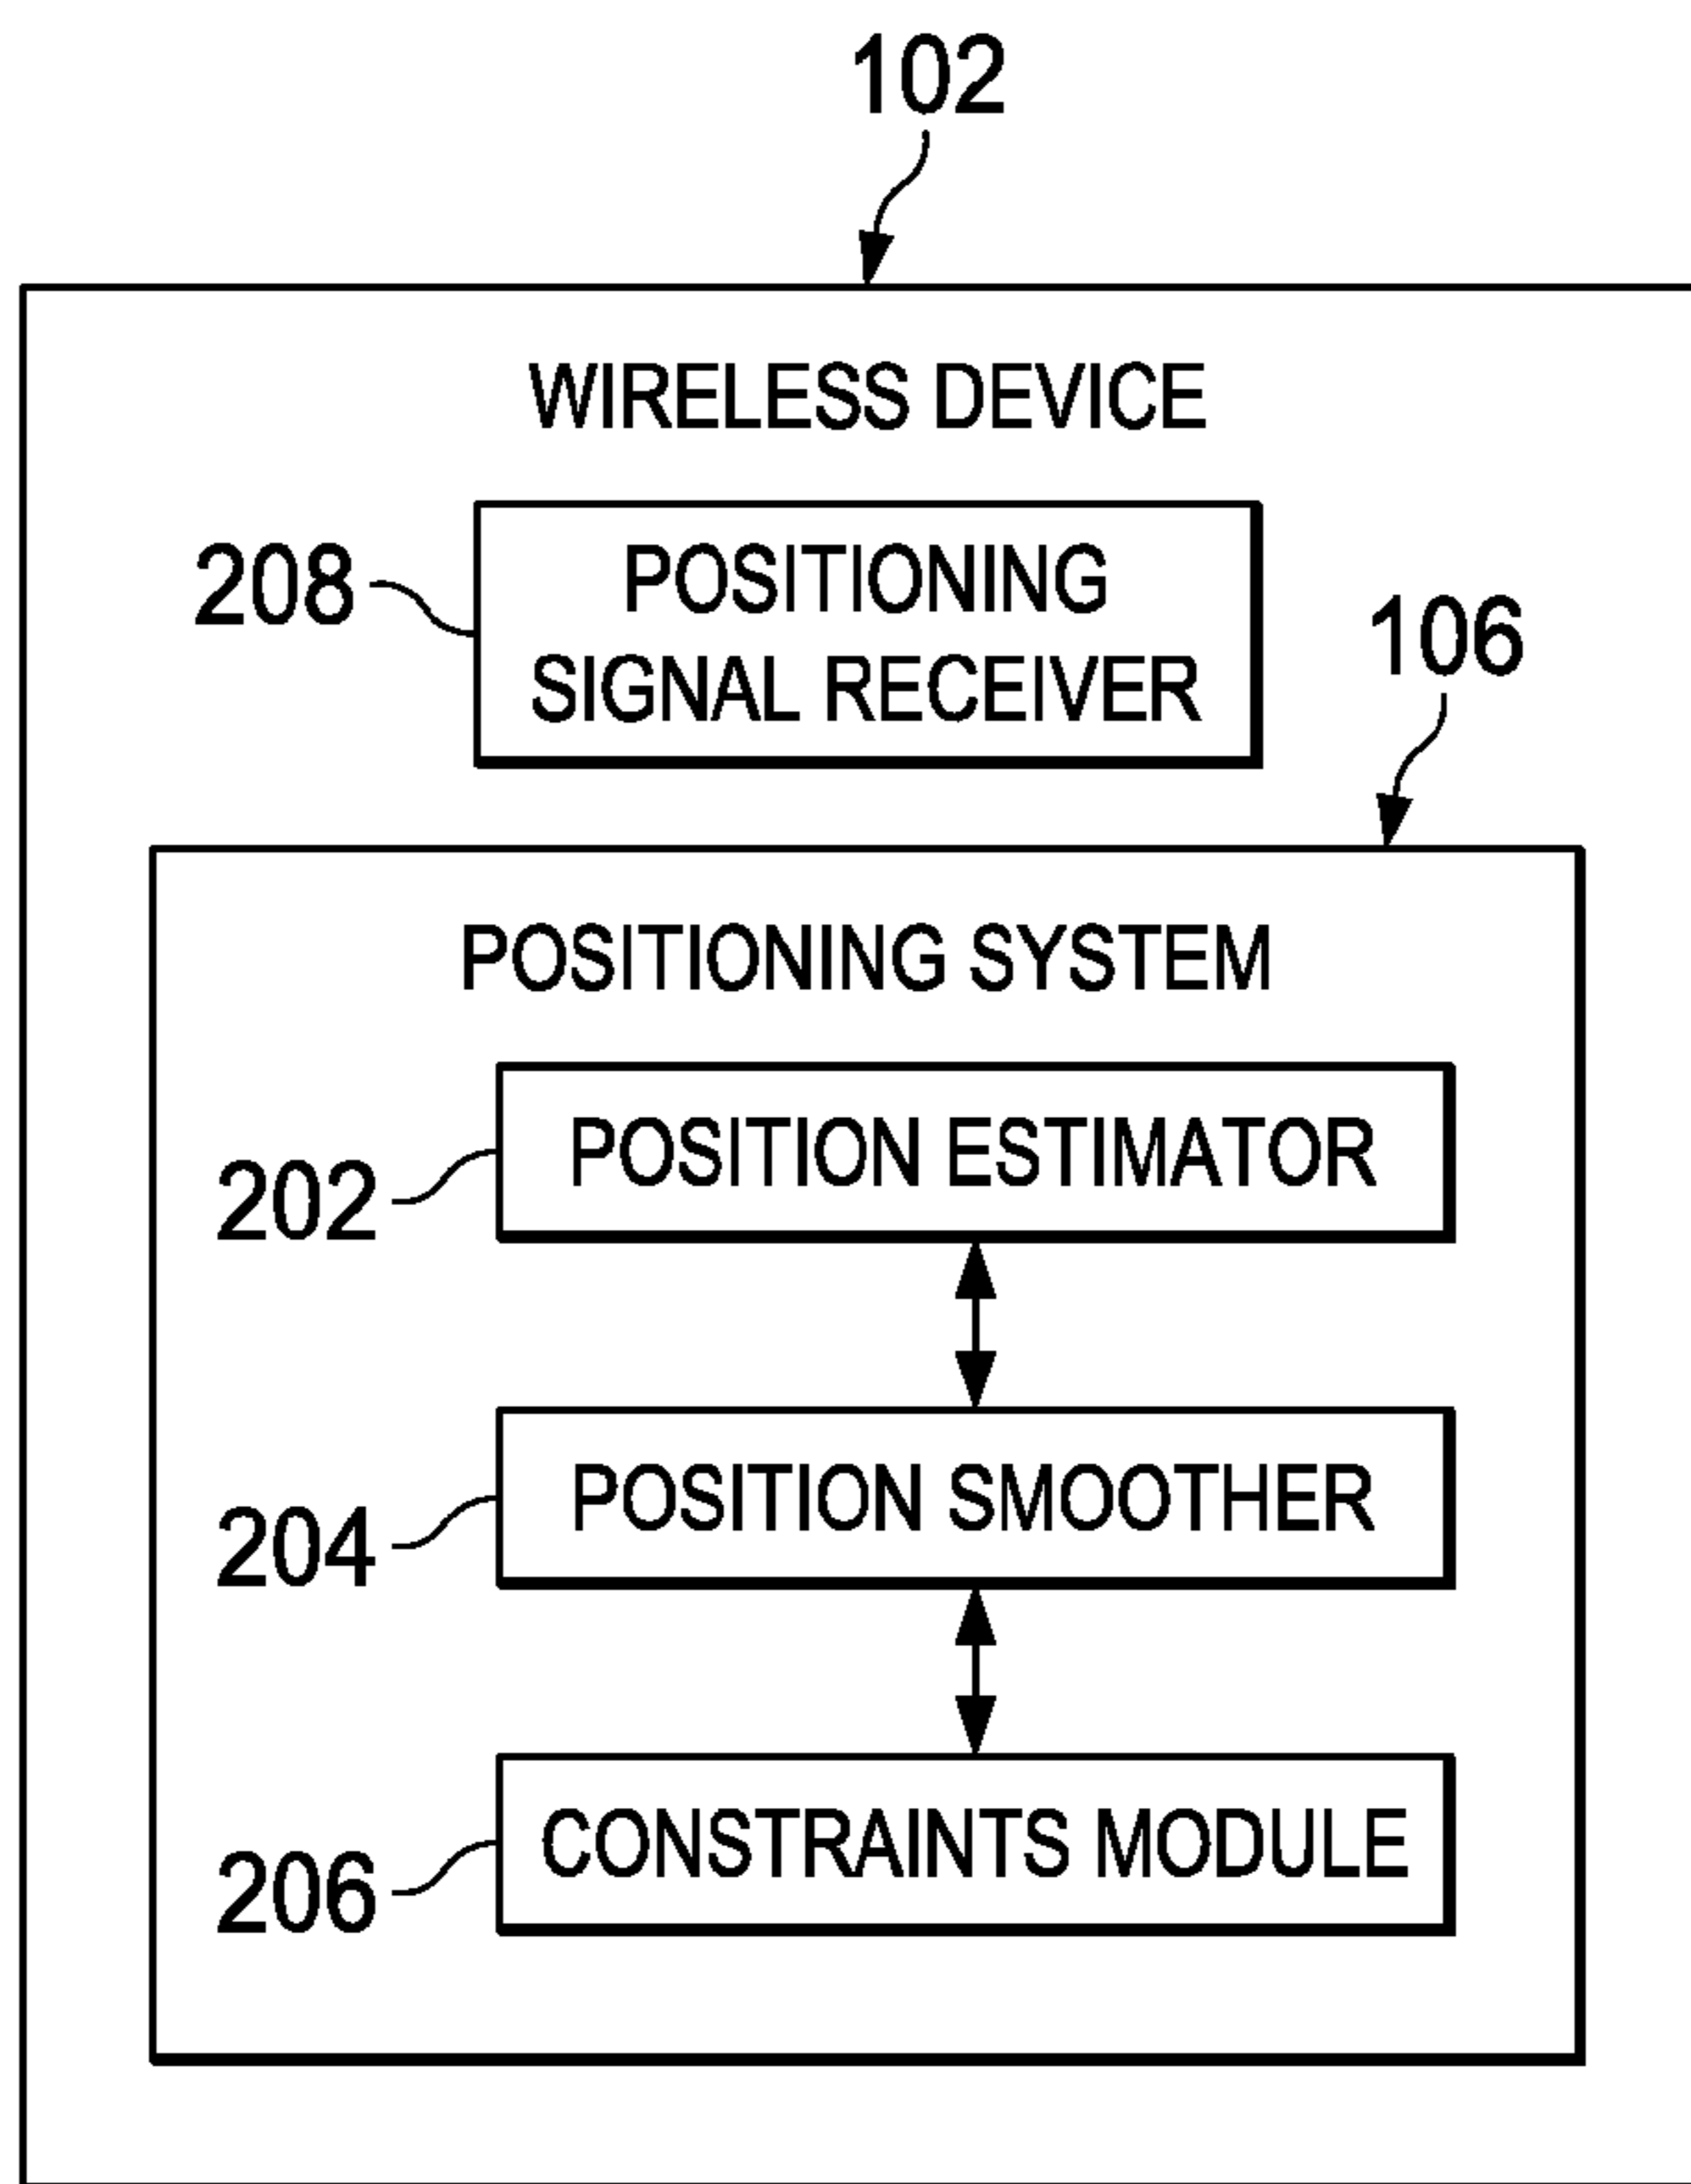 102
WIRELESS DEVICE
208
POSITIONING
SIGNAL RECEIVER
106
POSITIONING SYSTEM
202
POSITION ESTIMATOR
204
POSITION SMOOTHER
206
CONSTRAINTS MODULE